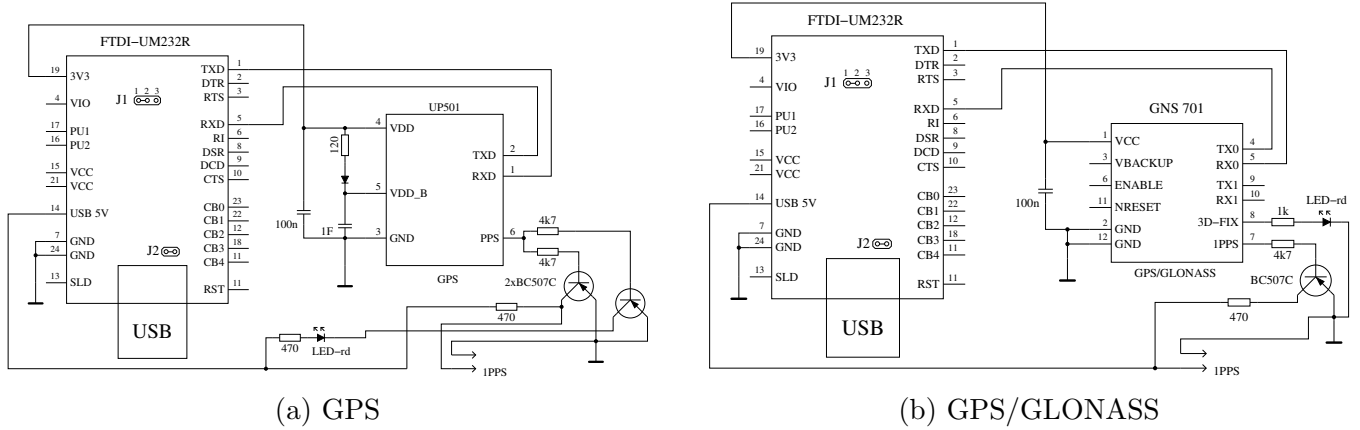 FTDI−UM232R
19 3V3
4 VIO
17 PU1
16 PU2
15 VCC
21 VCC
14 USB 5V
7 GND
24 GND
13 SLD
J1 1 2 3
J2
TXD 1
DTR 2
RTS 3
RXD 5
RI 6
DSR 8
DCD 9
CTS 10
CB0 23
CB1 22
CB2 12
CB3 18
CB4 11
RST 11
USB
120
100n
1F
UP501
4 VDD
5 VDD_B
3 GND
TXD 2
RXD 1
PPS 6
GPS
4k7
4k7
2xBC507C
470
470
LED−rd
1PPS
(a) GPS
FTDI−UM232R
19 3V3
4 VIO
17 PU1
16 PU2
15 VCC
21 VCC
14 USB 5V
7 GND
24 GND
13 SLD
J1 1 2 3
J2
TXD 1
DTR 2
RTS 3
RXD 5
RI 6
DSR 8
DCD 9
CTS 10
CB0 23
CB1 22
CB2 12
CB3 18
CB4 11
RST 11
USB
100n
GNS 701
1 VCC
3 VBACKUP
6 ENABLE
11 NRESET
2 GND
12 GND
TX0 4
RX0 5
TX1 9
RX1 10
3D−FIX 8
1PPS 7
GPS/GLONASS
1k
LED−rd
4k7
BC507C
470
1PPS
(b) GPS/GLONASS